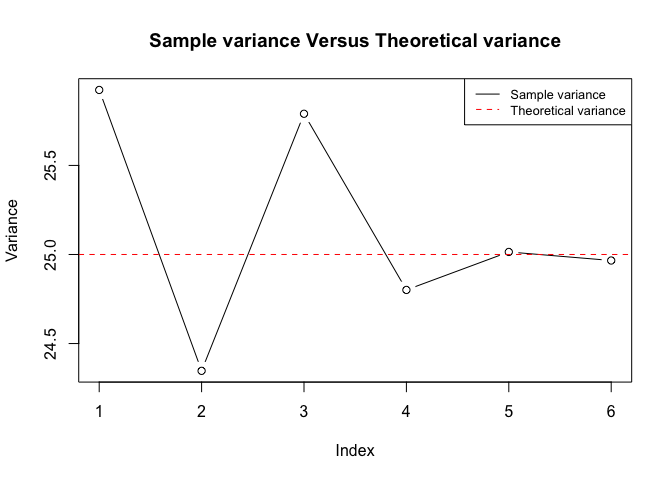 Sample variance Versus Theoretical variance
Sample variance
Theoretical variance
Variance
25.5
25.0
24.5
1 2 3 4 5 6
Index